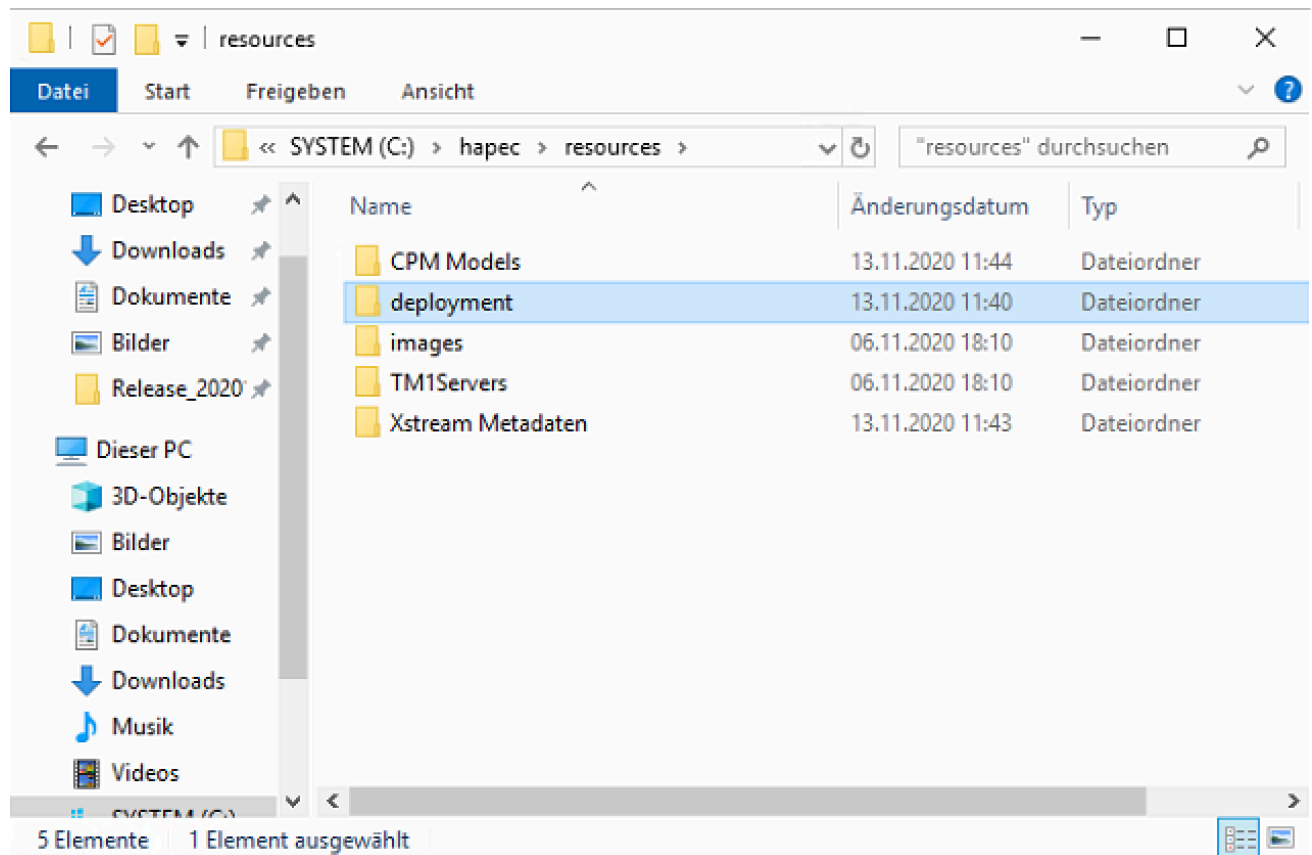 resources
Datei Start Freigeben Ansicht
« SYSTEM (C:) > hapec > resources > "resources" durchsuchen
Desktop
Downloads
Dokumente
Bilder
Release_2020
Dieser PC
3D-Objekte
Bilder
Desktop
Dokumente
Downloads
Musik
Videos
SYSTEM (C:)
Name Änderungsdatum Typ
CPM Models 13.11.2020 11:44 Dateiordner
deployment 13.11.2020 11:40 Dateiordner
images 06.11.2020 18:10 Dateiordner
TM1Servers 06.11.2020 18:10 Dateiordner
Xstream Metadaten 13.11.2020 11:43 Dateiordner
5 Elemente 1 Element ausgewählt